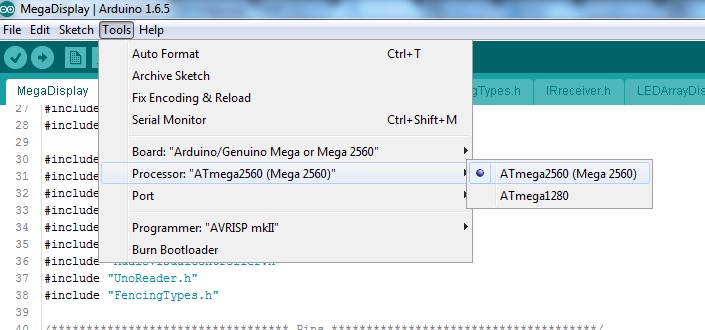 MegaDisplay | Arduino 1.6.5
File Edit Sketch Tools Help
Auto Format Ctrl+T
Archive Sketch
Fix Encoding & Reload
Serial Monitor Ctrl+Shift+M
Board: "Arduino/Genuino Mega or Mega 2560"
Processor: "ATmega2560 (Mega 2560)"
Port
Programmer: "AVRISP mkII"
Burn Bootloader
ATmega2560 (Mega 2560)
ATmega1280
MegaDisplay gTypes.h IRreceiver.h LEDArrayDis
27 #include
28 #include
29
30 #include
31 #include
32 #include
33 #include
34 #include
35 #include
36 #include
37 #include "UnoReader.h"
38 #include "FencingTypes.h"
39
40 /********************************** Pins **************************************/